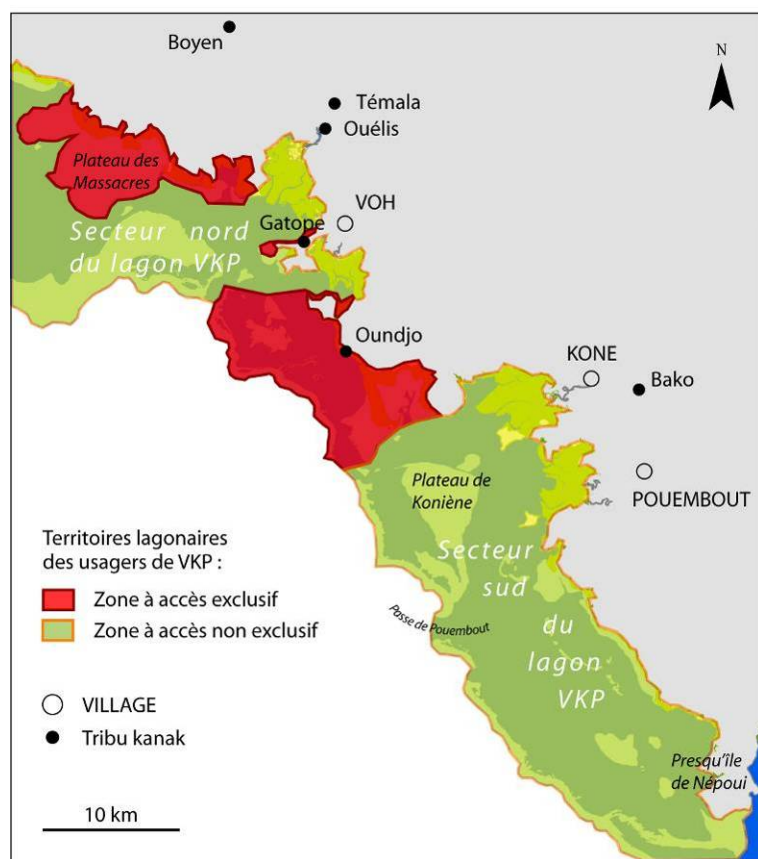 Boyen
N
Témala
Ouélis
Plateau des
Massacres
VOH
Gatope
Secteur nord
du lagon VKP
Oundjo
KONE
Bako
Plateau de
Koniène
POUEMBOUT
Territoires lagonaires
des usagers de VKP :
Zone à accès exclusif
Zone à accès non exclusif
Secteur
sud
du
lagon
VKP
Passe de Pouembout
VILLAGE
Tribu kanak
Presqu'île
de Népoui
10 km